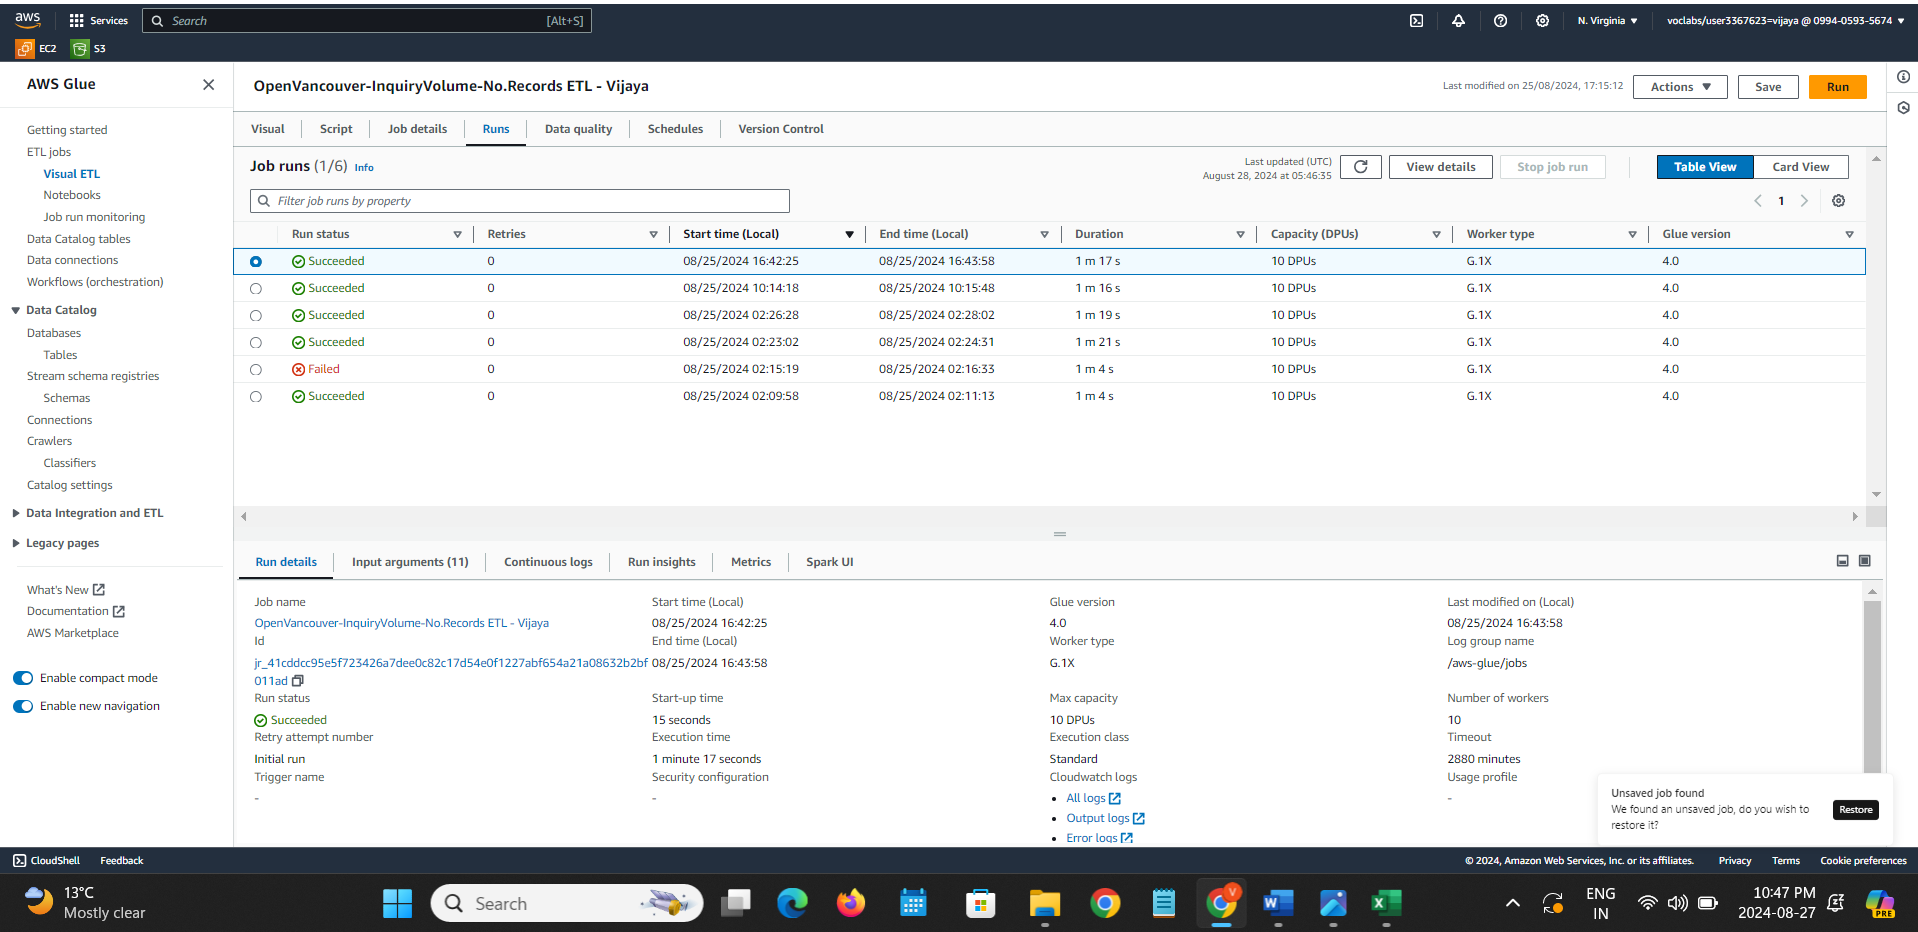 aws
Services
Search
[Alt+S]
N. Virginia
voclabs/user3367623=vijaya @ 0994-0593-5674
EC2
S3
AWS Glue
Getting started
ETL jobs
Visual ETL
Notebooks
Job run monitoring
Data Catalog tables
Data connections
Workflows (orchestration)
Data Catalog
Databases
Tables
Stream schema registries
Schemas
Connections
Crawlers
Classifiers
Catalog settings
Data Integration and ETL
Legacy pages
What's New
Documentation
AWS Marketplace
Enable compact mode
Enable new navigation
OpenVancouver-InquiryVolume-No.Records ETL - Vijaya
Last modified on 25/08/2024, 17:15:12
Actions
Save
Run
Visual
Script
Job details
Runs
Data quality
Schedules
Version Control
Job runs (1/6) Info
Last updated (UTC)
August 28, 2024 at 05:46:35
View details
Stop job run
Table View
Card View
Filter job runs by property
1
Run status Retries Start time (Local) End time (Local) Duration Capacity (DPUs) Worker type Glue version
Succeeded 0 08/25/2024 16:42:25 08/25/2024 16:43:58 1 m 17 s 10 DPUs G.1X 4.0
Succeeded 0 08/25/2024 10:14:18 08/25/2024 10:15:48 1 m 16 s 10 DPUs G.1X 4.0
Succeeded 0 08/25/2024 02:26:28 08/25/2024 02:28:02 1 m 19 s 10 DPUs G.1X 4.0
Succeeded 0 08/25/2024 02:23:02 08/25/2024 02:24:31 1 m 21 s 10 DPUs G.1X 4.0
Failed 0 08/25/2024 02:15:19 08/25/2024 02:16:33 1 m 4 s 10 DPUs G.1X 4.0
Succeeded 0 08/25/2024 02:09:58 08/25/2024 02:11:13 1 m 4 s 10 DPUs G.1X 4.0
Run details
Input arguments (11)
Continuous logs
Run insights
Metrics
Spark UI
Job name
OpenVancouver-InquiryVolume-No.Records ETL - Vijaya
Id
jr_41cddcc95e5f723426a7dee0c82c17d54e0f1227abf654a21a08632b2bf
011ad
Run status
Succeeded
Retry attempt number
Initial run
Trigger name
-
Start time (Local)
08/25/2024 16:42:25
End time (Local)
08/25/2024 16:43:58
Start-up time
15 seconds
Execution time
1 minute 17 seconds
Security configuration
-
Glue version
4.0
Worker type
G.1X
Max capacity
10 DPUs
Execution class
Standard
Cloudwatch logs
All logs
Output logs
Error logs
Last modified on (Local)
08/25/2024 16:43:58
Log group name
/aws-glue/jobs
Number of workers
10
Timeout
2880 minutes
Usage profile
-
Unsaved job found
We found an unsaved job, do you wish to
restore it?
Restore
CloudShell
Feedback
© 2024, Amazon Web Services, Inc. or its affiliates.
Privacy
Terms
Cookie preferences
13°C
Mostly clear
Search
V
ENG
IN
10:47 PM
2024-08-27
PRE